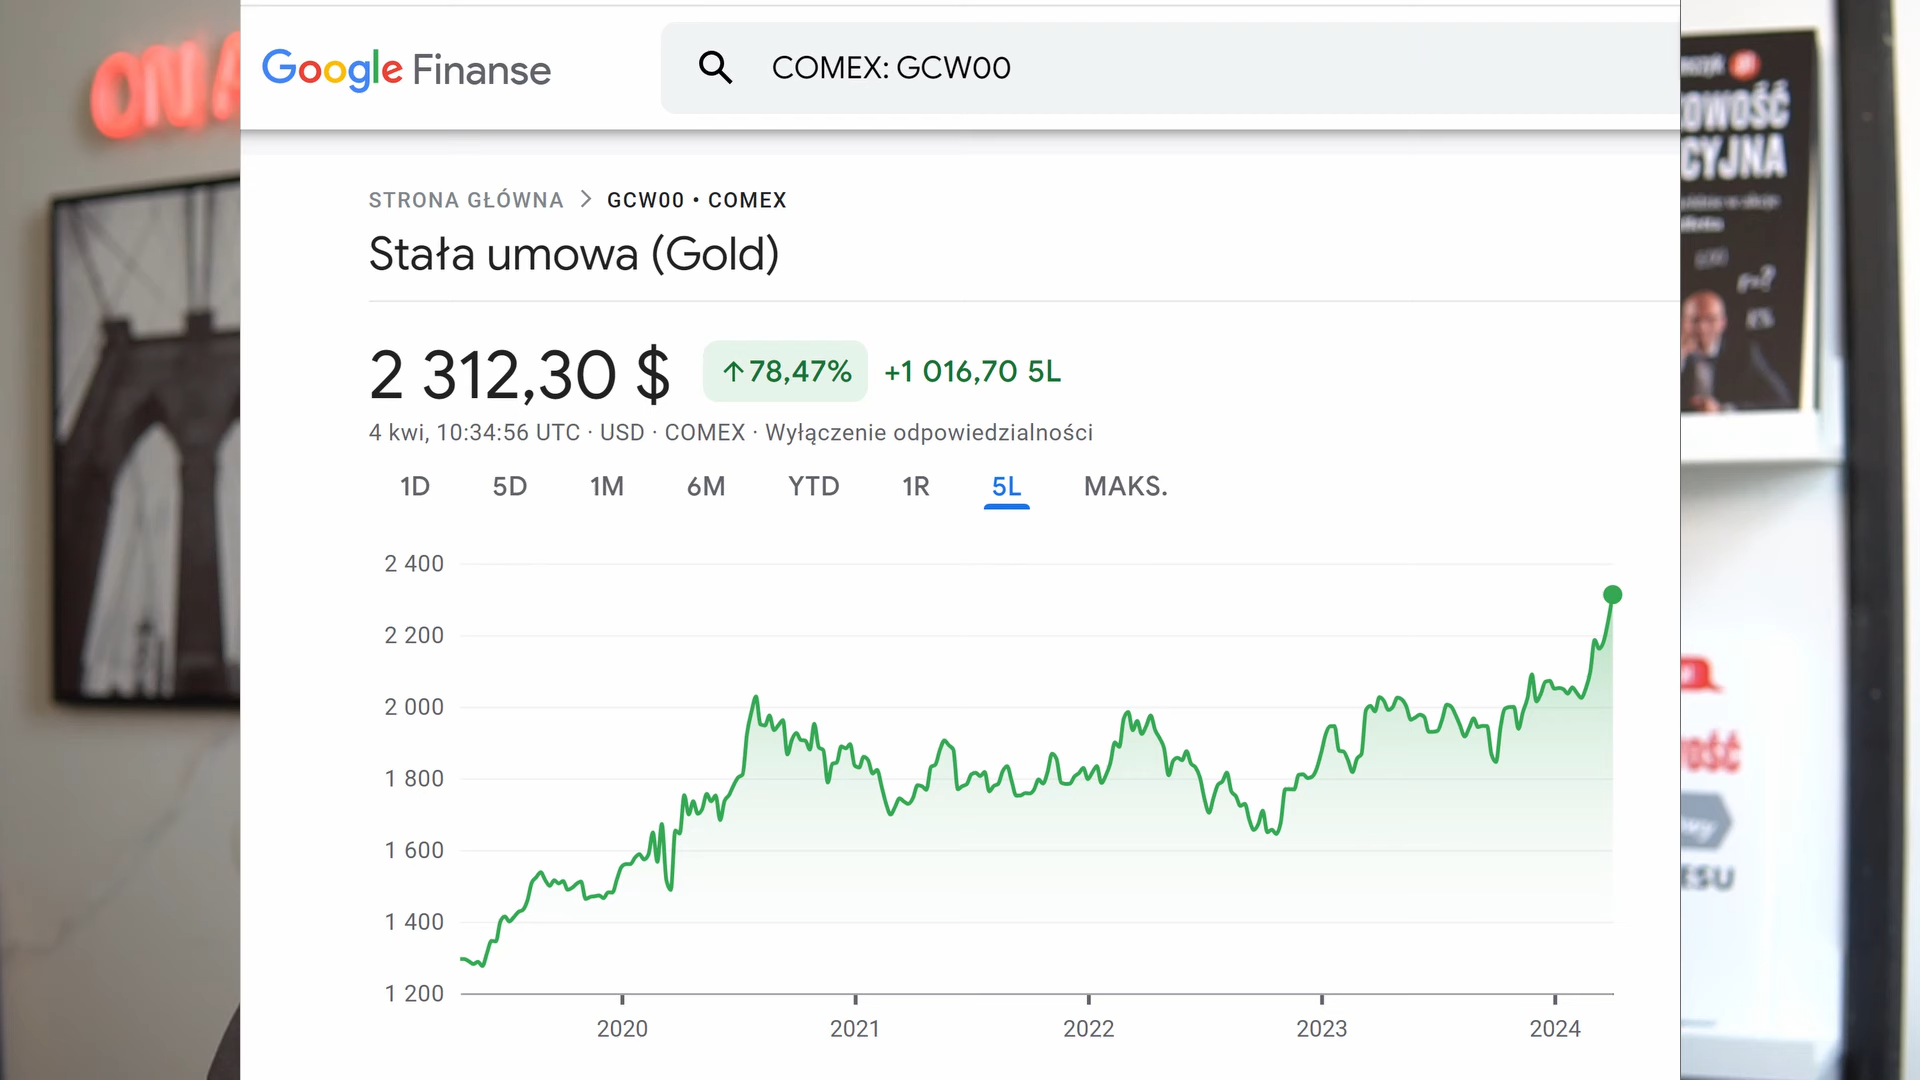 Google Finanse
COMEX: GCW00
STRONA GŁÓWNA > GCW00 • COMEX
Stała umowa (Gold)
2 312,30 $ ↑78,47% +1 016,70 5L
4 kwi, 10:34:56 UTC · USD · COMEX · Wyłączenie odpowiedzialności
1D 5D 1M 6M YTD 1R 5L MAKS.
2 400
2 200
2 000
1 800
1 600
1 400
1 200
2020 2021 2022 2023 2024
ON A
OWOŚĆ
CYJNA
r=?
ESU